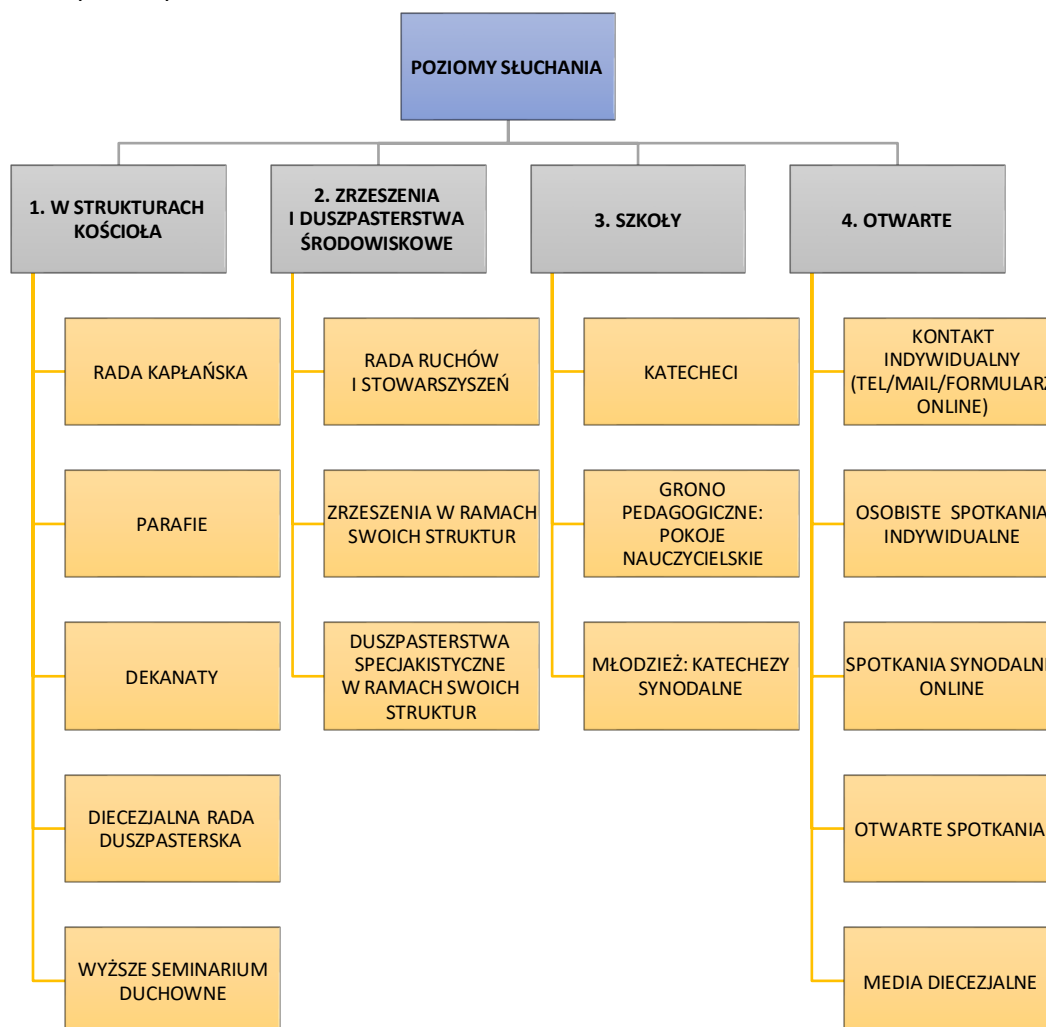 POZIOMY SŁUCHANIA
1. W STRUKTURACH
KOŚCIOŁA
RADA KAPŁAŃSKA
PARAFIE
DEKANATY
DIECEZJALNA RADA
DUSZPASTERSKA
WYŻSZE SEMINARIUM
DUCHOWNE
2. ZRZESZENIA
I DUSZPASTERSTWA
ŚRODOWISKOWE
RADA RUCHÓW
I STOWARSZYSZEŃ
ZRZESZENIA W RAMACH
SWOICH STRUKTUR
DUSZPASTERSTWA
SPECJAKISTYCZNE
W RAMACH SWOICH
STRUKTUR
3. SZKOŁY
KATECHECI
GRONO
PEDAGOGICZNE:
POKOJE
NAUCZYCIELSKIE
MŁODZIEŻ: KATECHEZY
SYNODALNE
4. OTWARTE
KONTAKT
INDYWIDUALNY
(TEL/MAIL/FORMULARZ
ONLINE)
OSOBISTE SPOTKANIA
INDYWIDUALNE
SPOTKANIA SYNODALNE
ONLINE
OTWARTE SPOTKANIA
MEDIA DIECEZJALNE